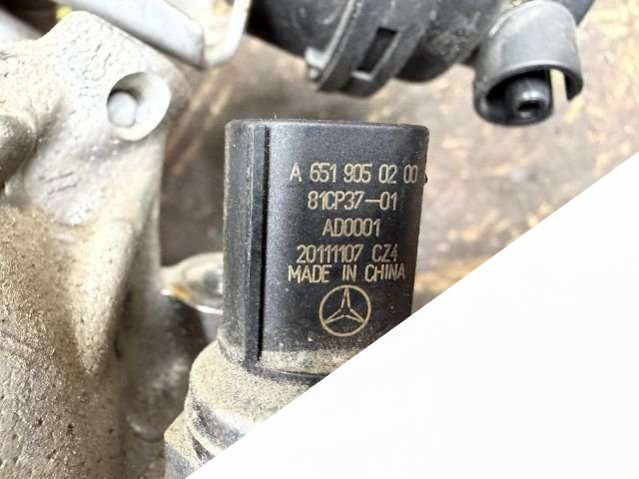 A 651 905 02 00
81CP37-01
AD0001
20111107 CZ4
MADE IN CHINA